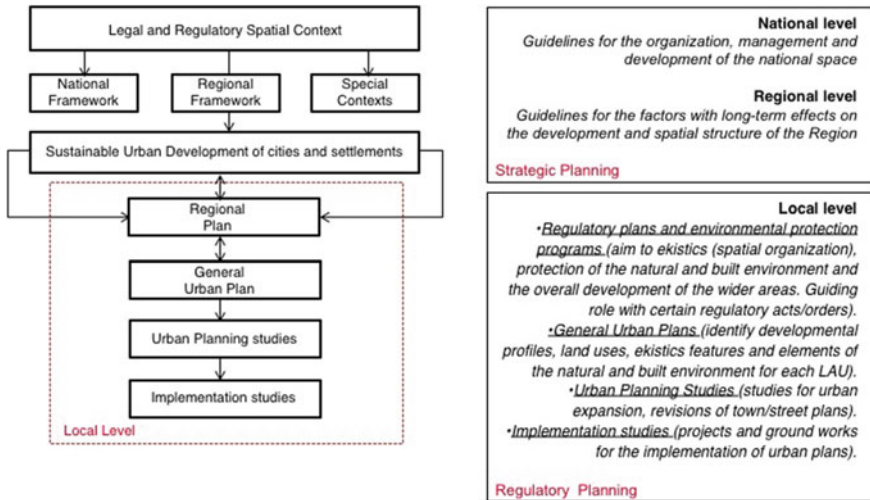 Legal and Regulatory Spatial Context
National
Framework
Regional
Framework
Special
Contexts
Sustainable Urban Development of cities and settlements
Regional
Plan
General
Urban Plan
Urban Planning studies
Implementation studies
Local Level
National level
Guidelines for the organization, management and
development of the national space
Regional level
Guidelines for the factors with long-term effects on
the development and spatial structure of the Region
Strategic Planning
Local level
•Regulatory plans and environmental protection
programs (aim to ekistics (spatial organization),
protection of the natural and built environment and
the overall development of the wider areas. Guiding
role with certain regulatory acts/orders).
•General Urban Plans (identify developmental
profiles, land uses, ekistics features and elements of
the natural and built environment for each LAU).
•Urban Planning Studies (studies for urban
expansion, revisions of town/street plans).
•Implementation studies (projects and ground works
for the implementation of urban plans).
Regulatory Planning